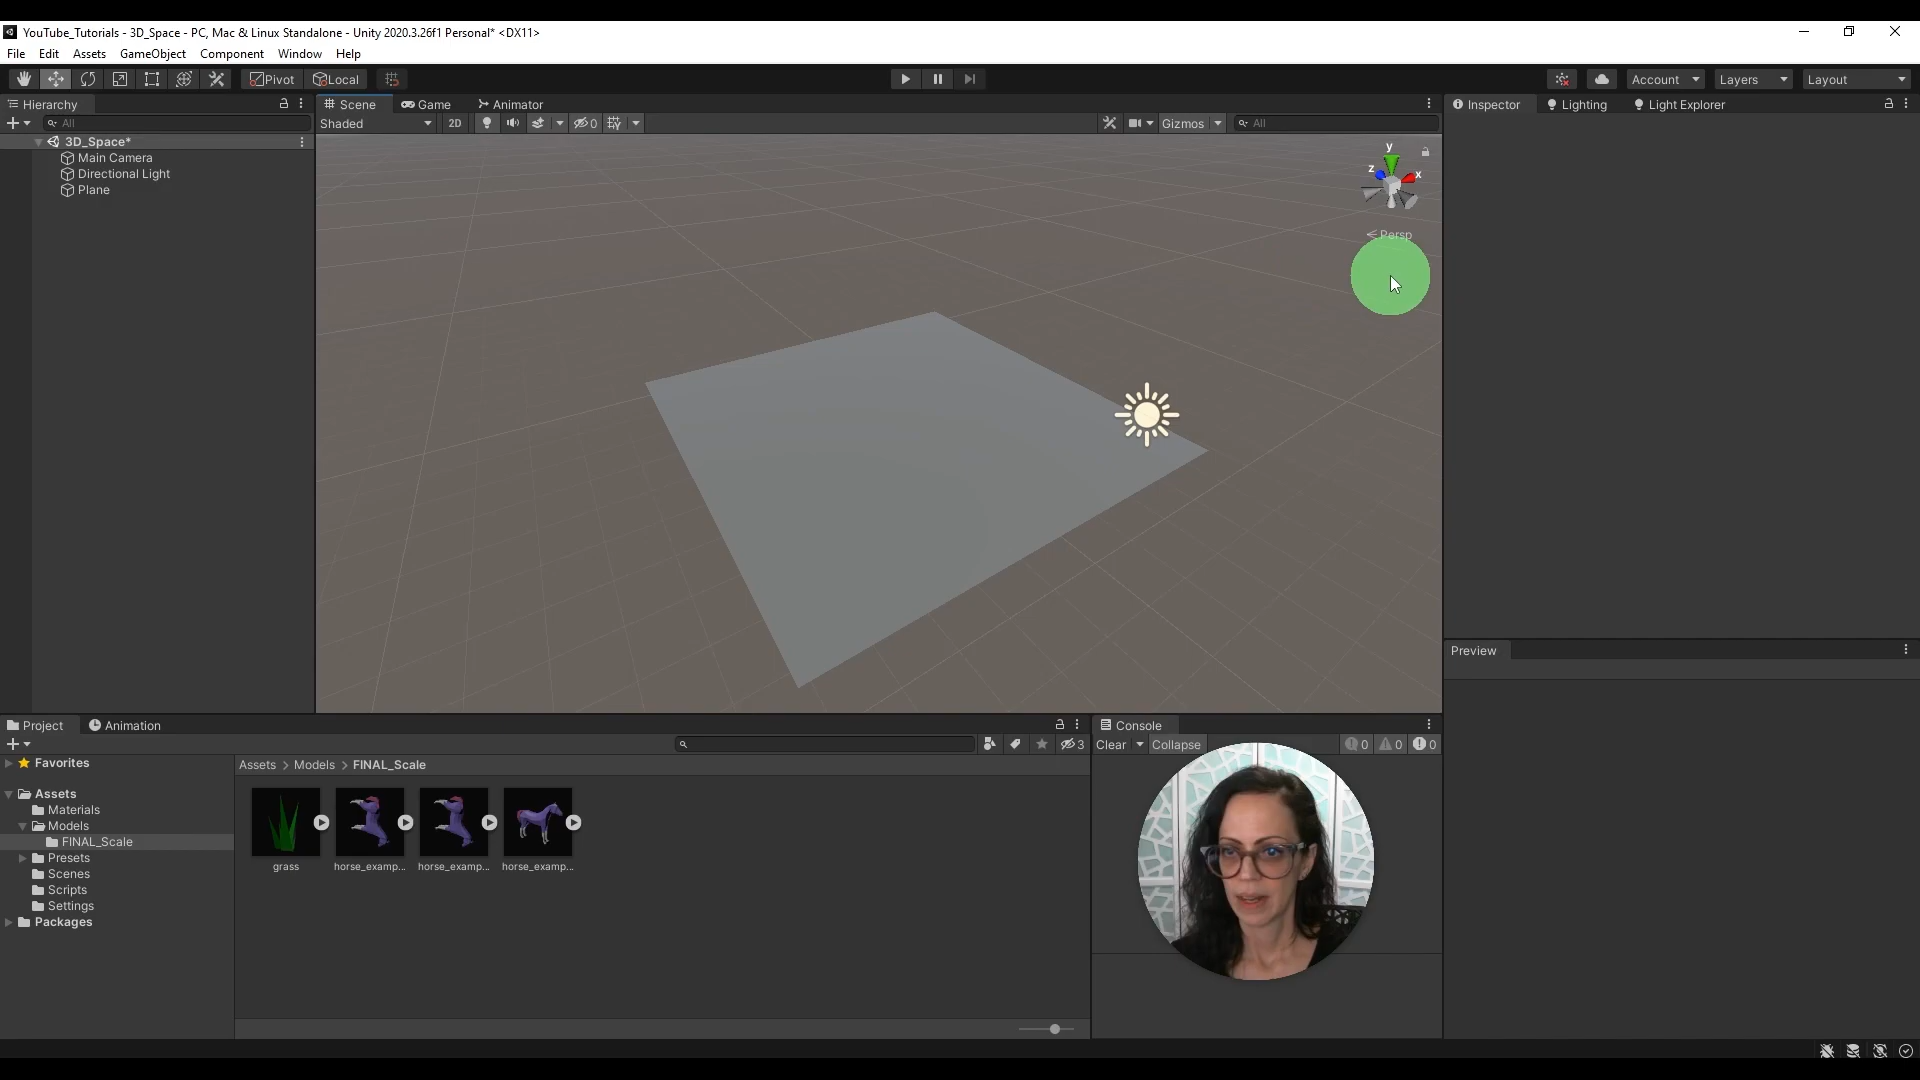 YouTube_Tutorials - 3D_Space - PC, Mac & Linux Standalone - Unity 2020.3.26f1 Personal* <DX11>
File Edit Assets GameObject Component Window Help
Pivot Local Account Layers Layout
Hierarchy Scene Game Animator Inspector Lighting Light Explorer
All Shaded 2D 0 Gizmos All
3D_Space*
Main Camera
Directional Light
Plane
y
z x
Persp
Preview
Project Animation Console
3 Clear Collapse 0 0 0
Favorites
Assets > Models > FINAL_Scale
Assets
Materials
Models
FINAL_Scale
Presets
Scenes
Scripts
Settings
Packages
grass horse_examp... horse_examp... horse_examp...